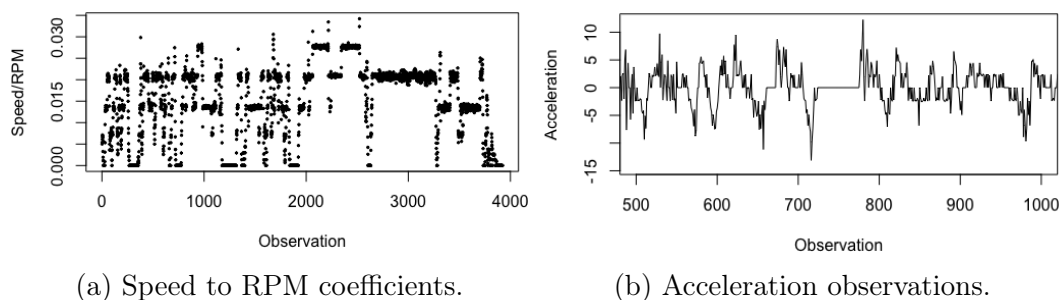 Speed/RPM
0.000 0.015 0.030
0 1000 2000 3000 4000
Observation
(a) Speed to RPM coefficients.
Acceleration
-15 -5 0 5 10
500 600 700 800 900 1000
Observation
(b) Acceleration observations.